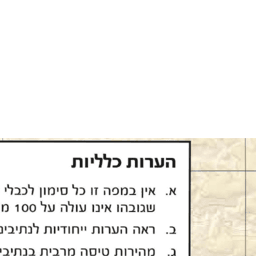 הערות כלליות
א. אין במפה זו כל סימון לכבלי
שגובהו אינו עולה על 100 מ
ב. ראה הערות ייחודיות לנתיבי
ג. מהירות טיסה מרבית בנתיבי